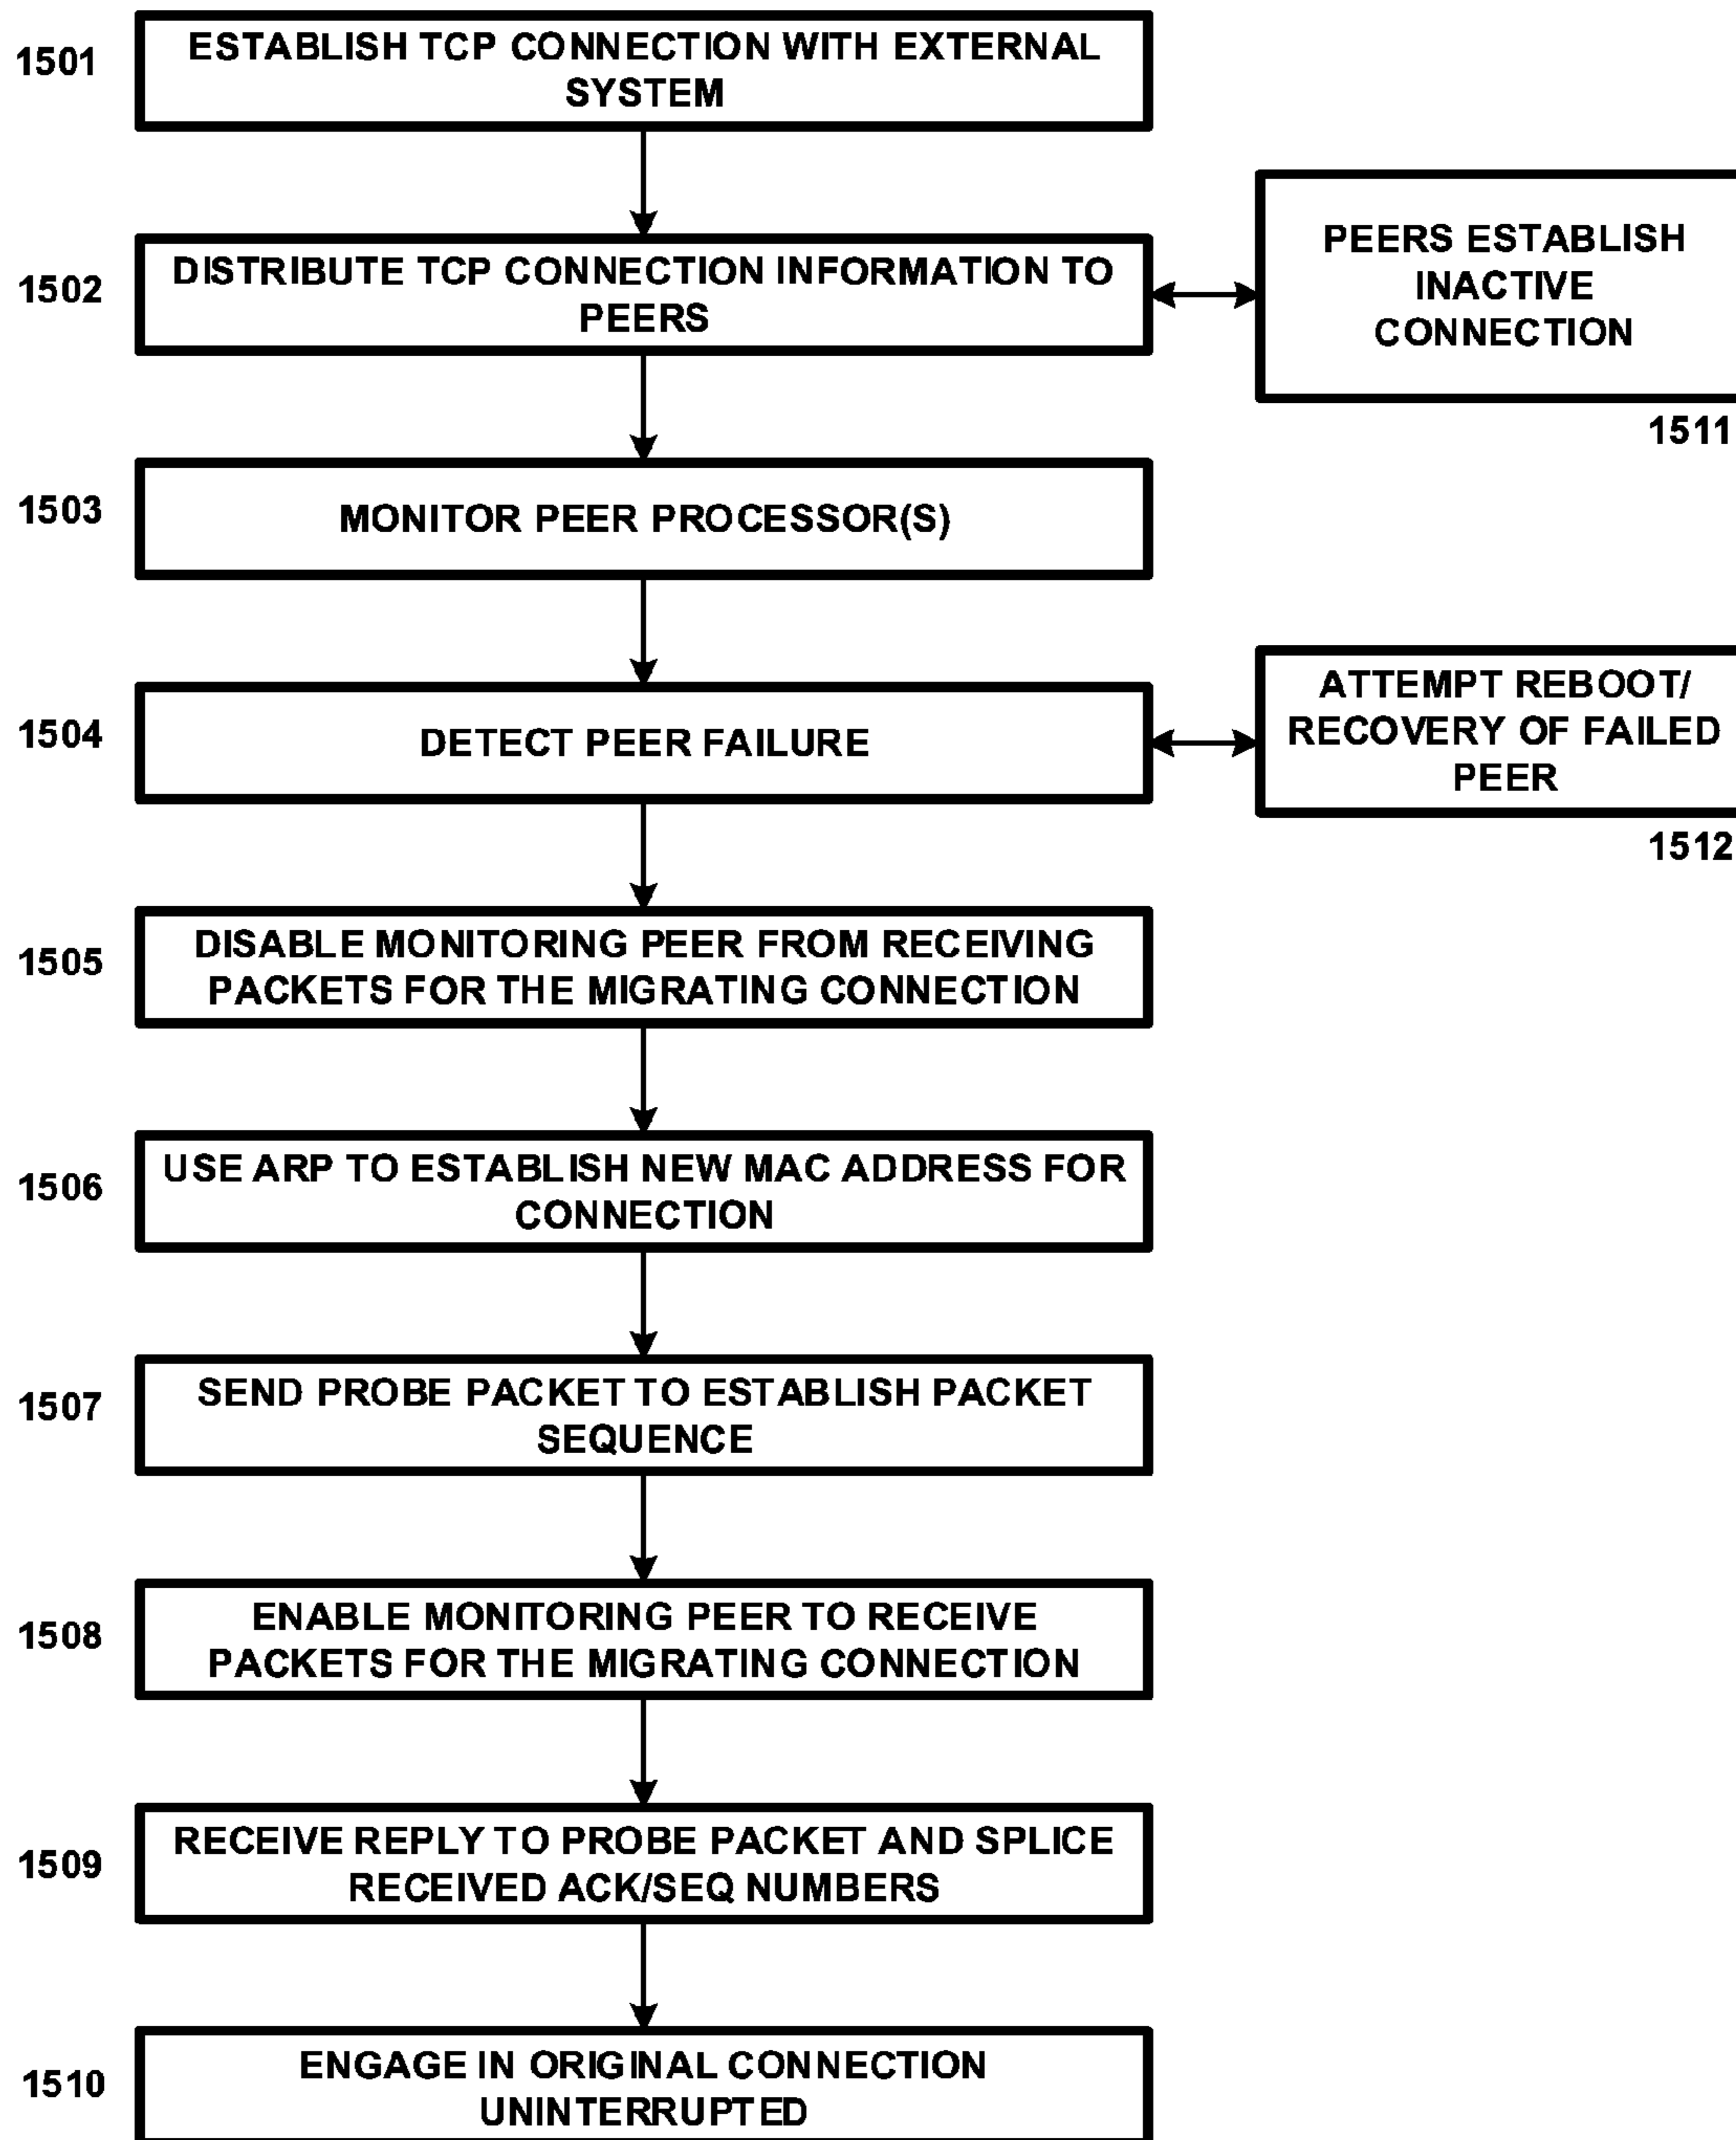 1501
ESTABLISH TCP CONNECTION WITH EXTERNAL
SYSTEM
1502
DISTRIBUTE TCP CONNECTION INFORMATION TO
PEERS
PEERS ESTABLISH
INACTIVE
CONNECTION
1511
1503
MONITOR PEER PROCESSOR(S)
1504
DETECT PEER FAILURE
ATTEMPT REBOOT/
RECOVERY OF FAILED
PEER
1512
1505
DISABLE MONITORING PEER FROM RECEIVING
PACKETS FOR THE MIGRATING CONNECTION
1506
USE ARP TO ESTABLISH NEW MAC ADDRESS FOR
CONNECTION
1507
SEND PROBE PACKET TO ESTABLISH PACKET
SEQUENCE
1508
ENABLE MONITORING PEER TO RECEIVE
PACKETS FOR THE MIGRATING CONNECTION
1509
RECEIVE REPLY TO PROBE PACKET AND SPLICE
RECEIVED ACK/SEQ NUMBERS
1510
ENGAGE IN ORIGINAL CONNECTION
UNINTERRUPTED